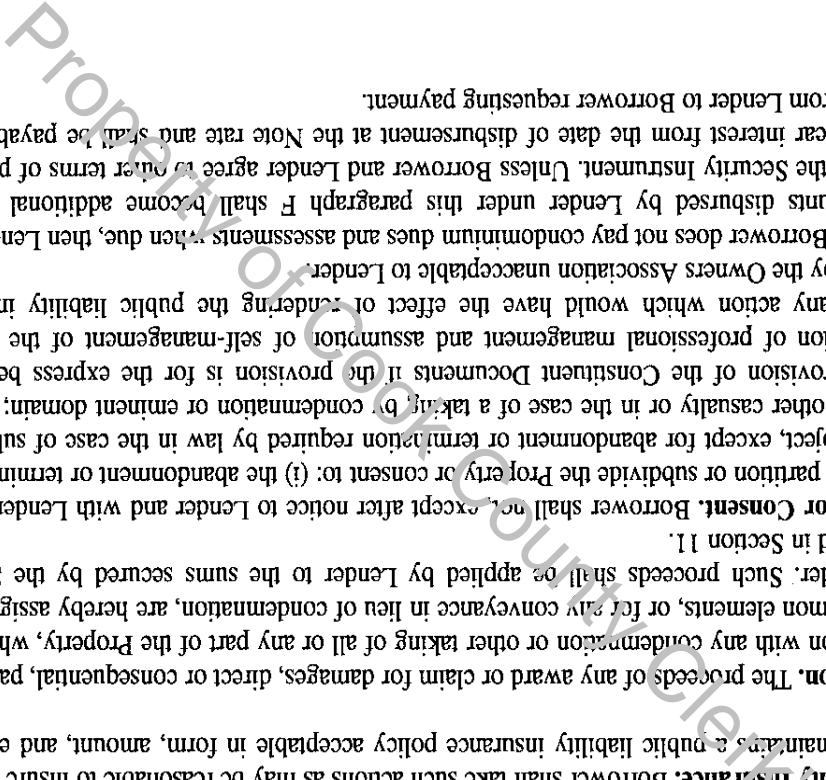 Insurance. Borrower shall take such actions as may be reasonable to insure
maintains a public liability insurance policy acceptable in form, amount, and e
on. The proceeds of any award or claim for damages, direct or consequential, pa
on with any condemnation or other taking of all or any part of the Property, wh
mon elements, or for any conveyance in lieu of condemnation, are hereby assig
der. Such proceeds shall be applied by Lender to the sums secured by the
d in Section 11.
or Consent. Borrower shall not, except after notice to Lender and with Lender
partition or subdivide the Property or consent to: (i) the abandonment or termin
ject, except for abandonment or termination required by law in the case of su
other casualty or in the case of a taking by condemnation or eminent domain;
rovision of the Constituent Documents if the provision is for the express be
ion of professional management and assumption of self-management of the
any action which would have the effect of rendering the public liability in
by the Owners Association unacceptable to Lender.
Borrower does not pay condominium dues and assessments when due, then Len
unts disbursed by Lender under this paragraph F shall become additional
the Security Instrument. Unless Borrower and Lender agree to other terms of p
ear interest from the date of disbursement at the Note rate and shall be payab
rom Lender to Borrower requesting payment.
Property of Cook County Clerk